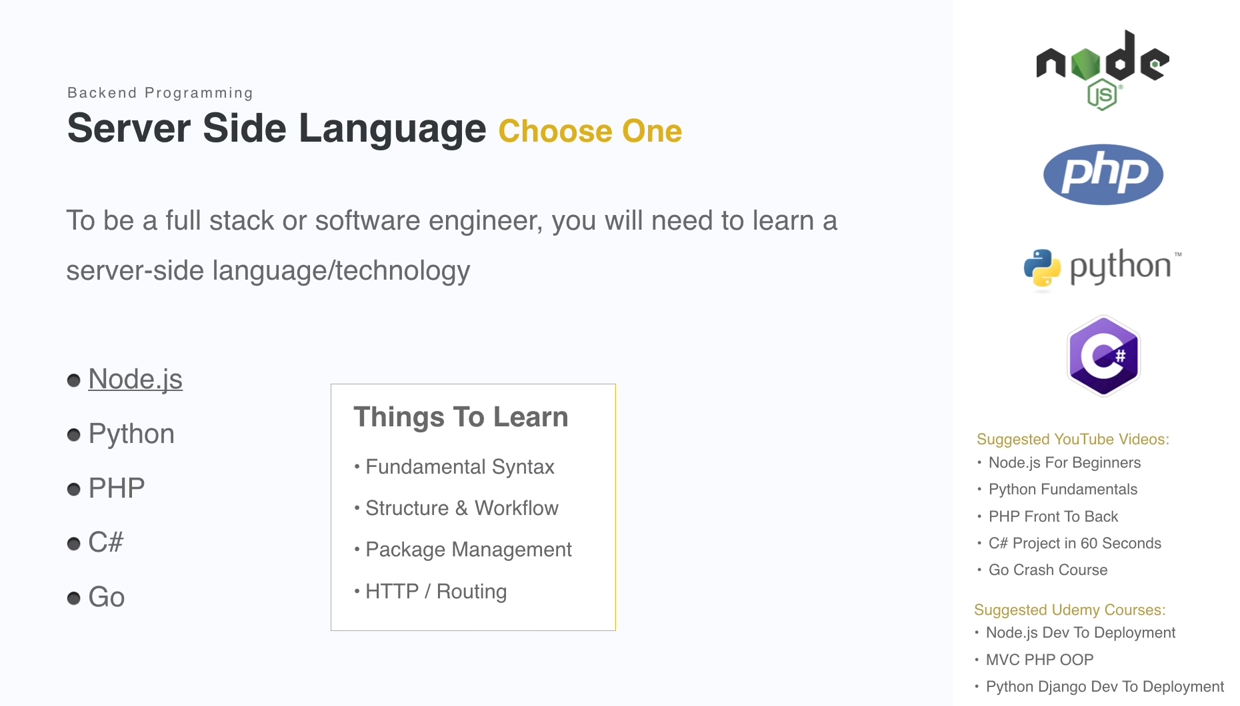 Backend Programming
Server Side Language Choose One
To be a full stack or software engineer, you will need to learn a
server-side language/technology
• Node.js
• Python
• PHP
• C#
• Go
Things To Learn
• Fundamental Syntax
• Structure & Workflow
• Package Management
• HTTP / Routing
node
JS®
php
python™
C#
Suggested YouTube Videos:
• Node.js For Beginners
• Python Fundamentals
• PHP Front To Back
• C# Project in 60 Seconds
• Go Crash Course
Suggested Udemy Courses:
• Node.js Dev To Deployment
• MVC PHP OOP
• Python Django Dev To Deployment